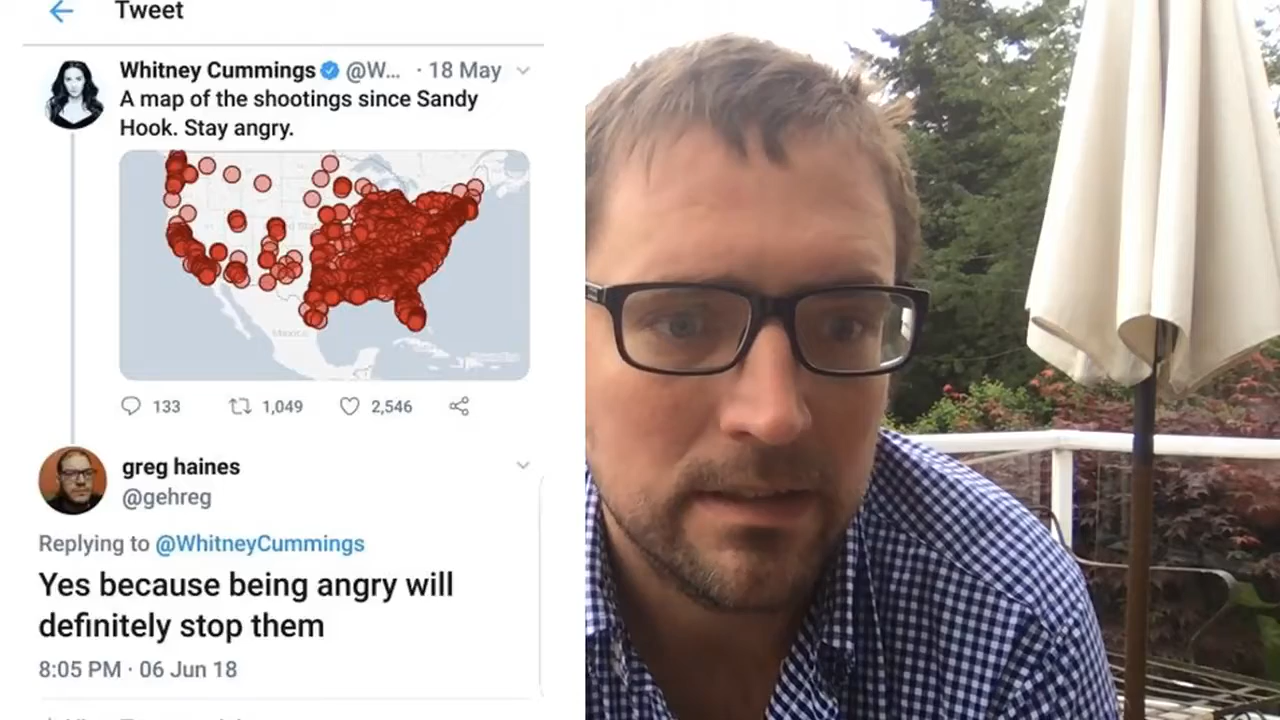 Tweet
Whitney Cummings @W... · 18 May
A map of the shootings since Sandy
Hook. Stay angry.
Mexico
133 1,049 2,546
greg haines
@gehreg
Replying to @WhitneyCummings
Yes because being angry will
definitely stop them
8:05 PM · 06 Jun 18